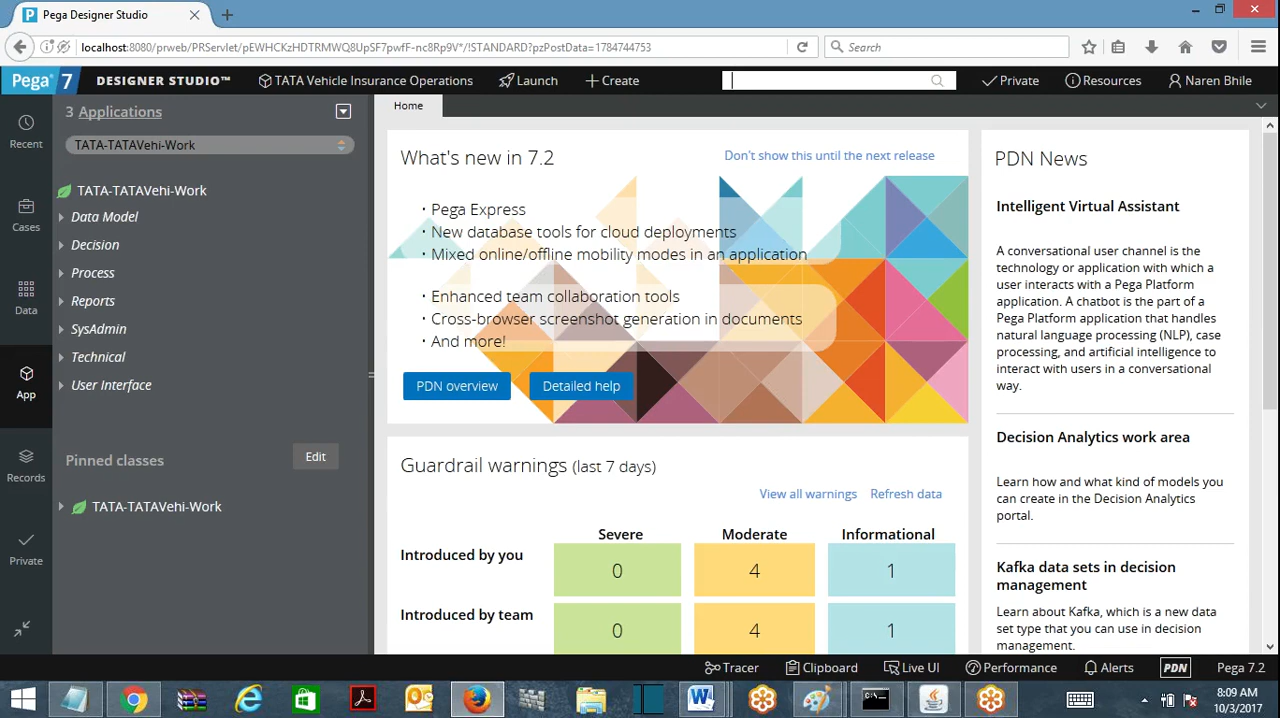 Pega Designer Studio
localhost:8080/prweb/PRServlet/pEWHCKzHDTRMWQ8UpSF7pwfF-nc8Rp9V*/!STANDARD?pzPostData=1784744753
Search
Pega 7
DESIGNER STUDIO™
TATA Vehicle Insurance Operations
Launch
Create
Private
Resources
Naren Bhile
Recent
Cases
Data
App
Records
Private
3 Applications
TATA-TATAVehi-Work
TATA-TATAVehi-Work
Data Model
Decision
Process
Reports
SysAdmin
Technical
User Interface
Pinned classes
Edit
TATA-TATAVehi-Work
Home
What's new in 7.2
Don't show this until the next release
· Pega Express
· New database tools for cloud deployments
· Mixed online/offline mobility modes in an application
· Enhanced team collaboration tools
· Cross-browser screenshot generation in documents
· And more!
PDN overview
Detailed help
Guardrail warnings (last 7 days)
View all warnings
Refresh data
Severe Moderate Informational
Introduced by you 0 4 1
Introduced by team 0 4 1
PDN News
Intelligent Virtual Assistant
A conversational user channel is the
technology or application with which a
user interacts with a Pega Platform
application. A chatbot is the part of a
Pega Platform application that handles
natural language processing (NLP), case
processing, and artificial intelligence to
interact with users in a conversational
way.
Decision Analytics work area
Learn how and what kind of models you
can create in the Decision Analytics
portal.
Kafka data sets in decision
management
Learn about Kafka, which is a new data
set type that you can use in decision
management.
Tracer
Clipboard
Live UI
Performance
Alerts
PDN
Pega 7.2
8:09 AM
10/3/2017